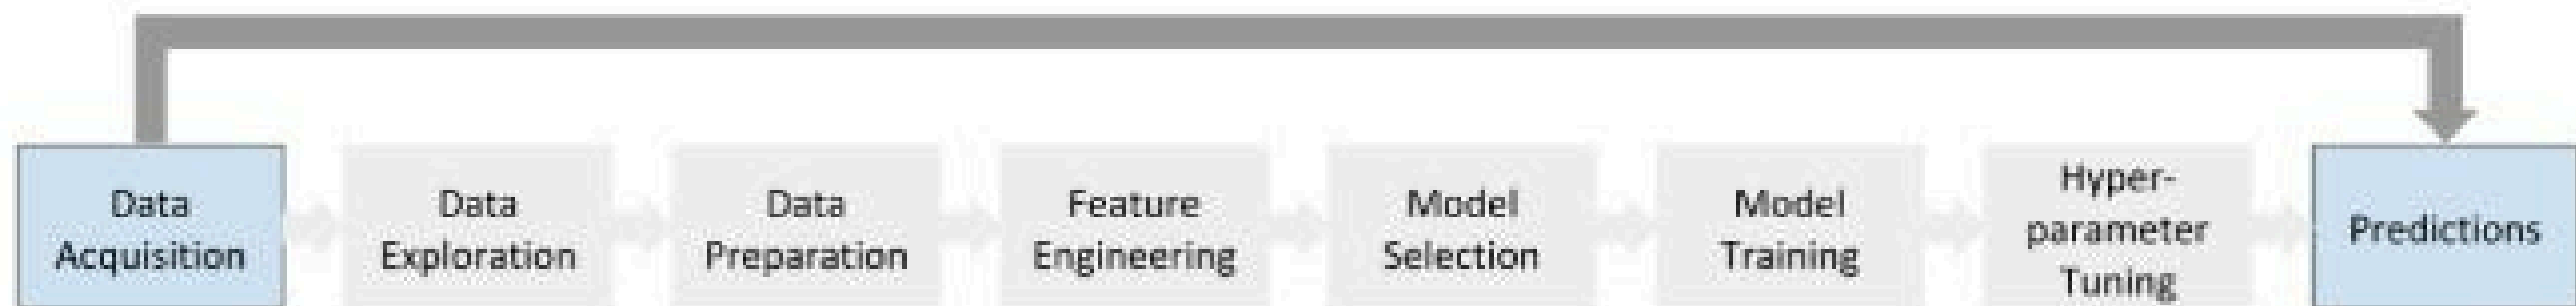 Data
Acquisition
Data
Exploration
Data
Preparation
Feature
Engineering
Model
Selection
Model
Training
Hyper-
parameter
Tuning
Predictions